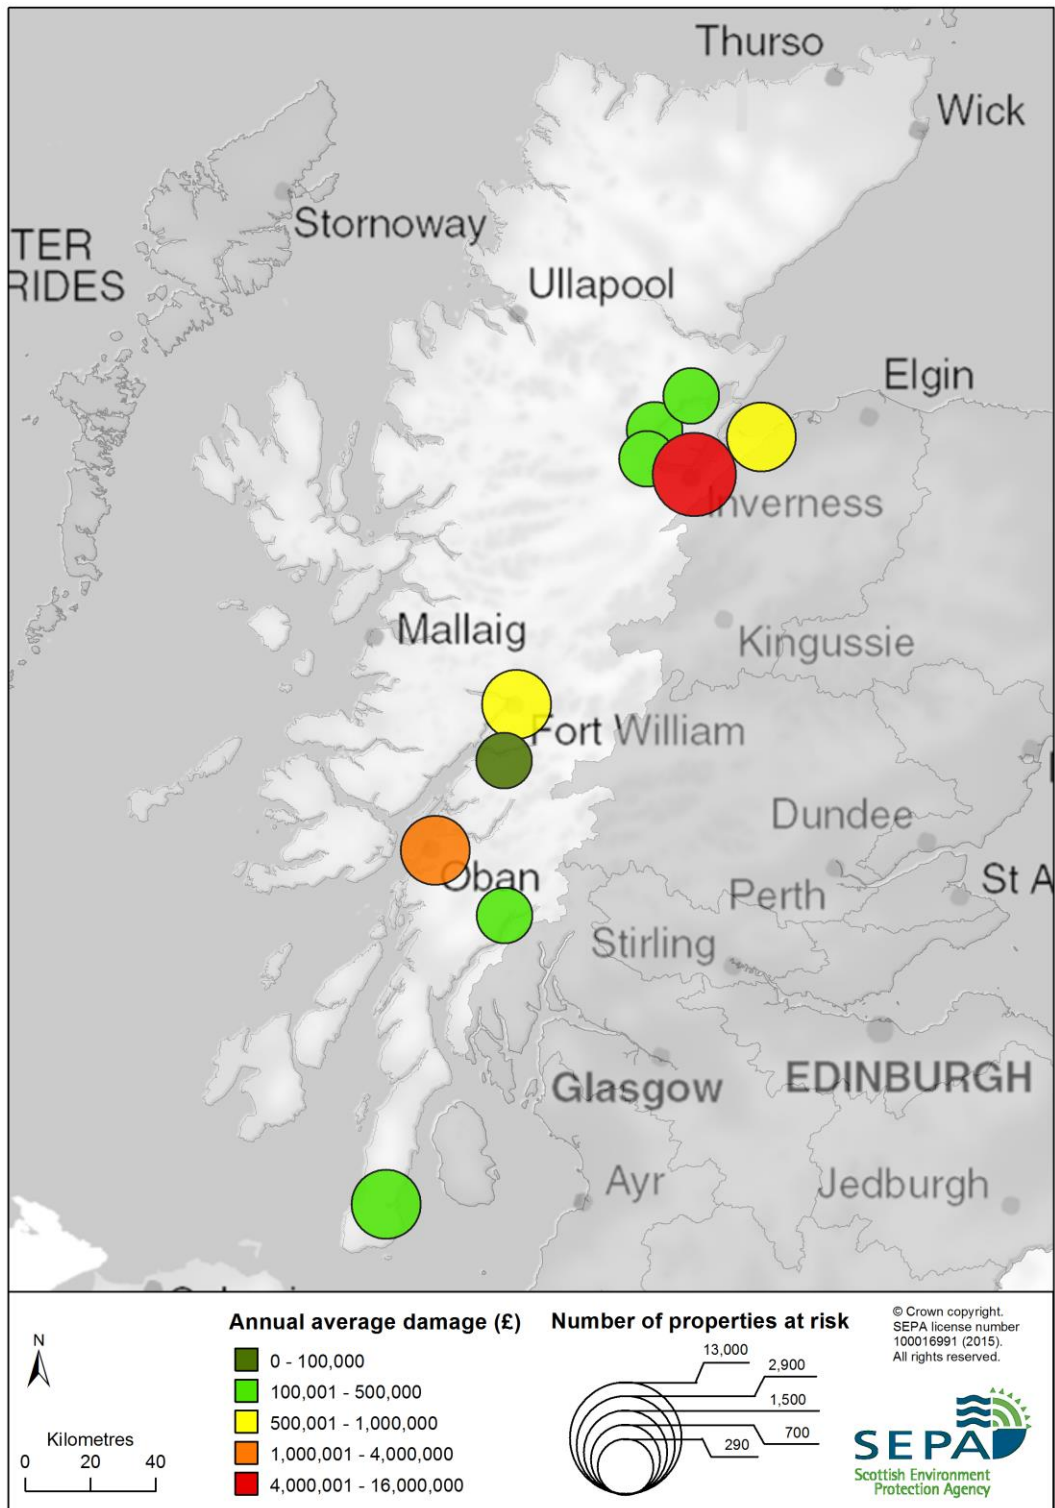 Thurso
Wick
Stornoway
TER
RIDES
Ullapool
Elgin
Inverness
Mallaig
Kingussie
Fort William
Dundee
Oban
Perth
St A
Stirling
Glasgow
EDINBURGH
Ayr
Jedburgh
N
Kilometres
0 20 40
Annual average damage (£)
0 - 100,000
100,001 - 500,000
500,001 - 1,000,000
1,000,001 - 4,000,000
4,000,001 - 16,000,000
Number of properties at risk
13,000
2,900
1,500
700
290
© Crown copyright.
SEPA license number
100016991 (2015).
All rights reserved.
SEPA
Scottish Environment
Protection Agency